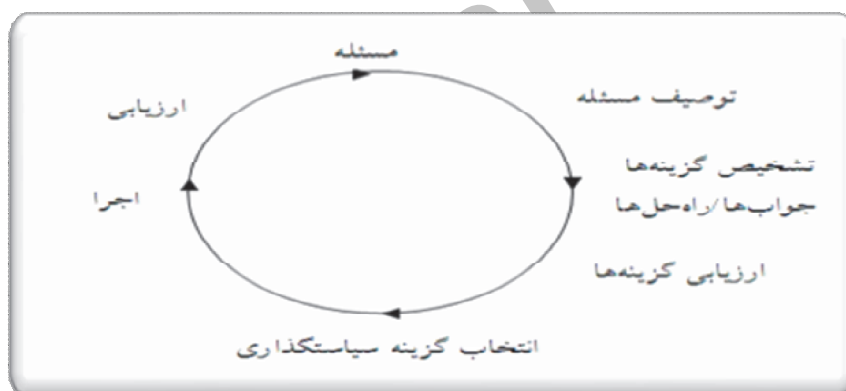 مسئله
توصیف مسئله
تشخیص گزینه‌ها
جواب‌ها/راه‌حل‌ها
ارزیابی گزینه‌ها
انتخاب گزینه سیاستگذاری
اجرا
ارزیابی